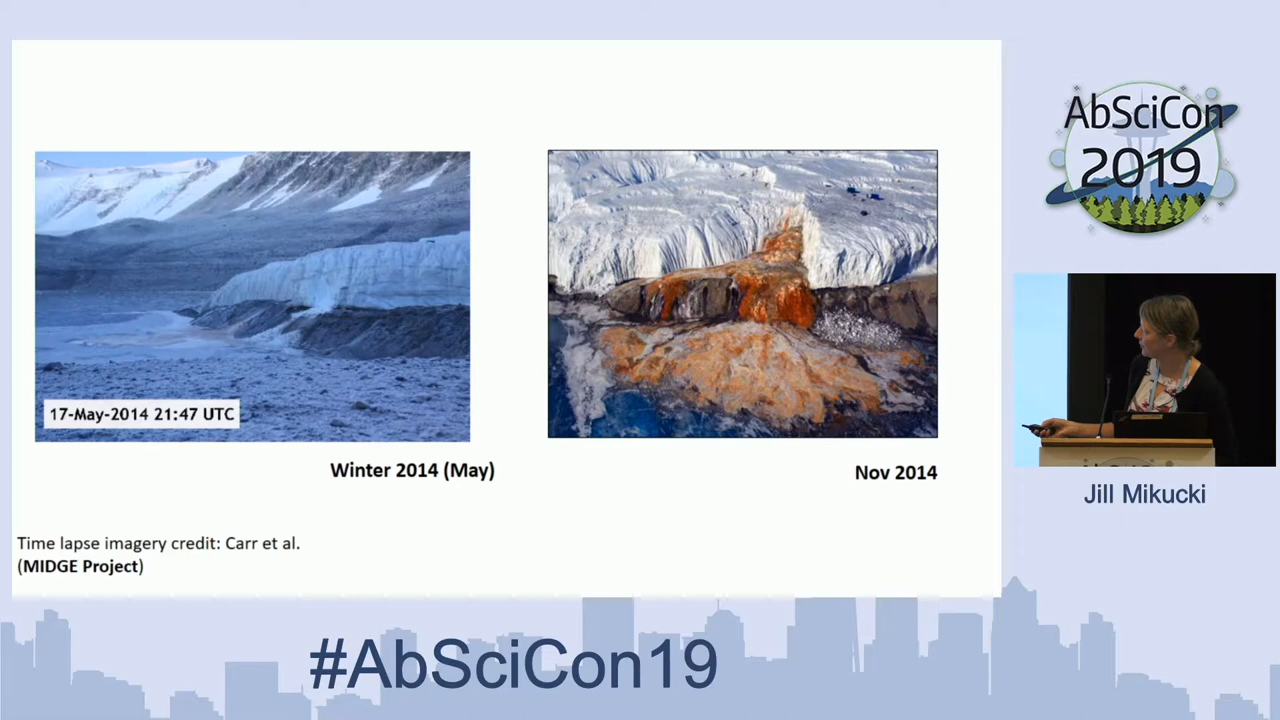 17-May-2014 21:47 UTC
Winter 2014 (May)
Nov 2014
Time lapse imagery credit: Carr et al.
(MIDGE Project)
AbSciCon
2019
Jill Mikucki
#AbSciCon19